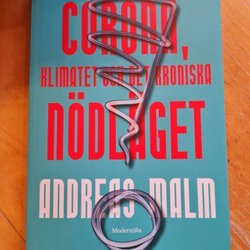 CORONA,
KLIMATET OCH DET KRONISKA
NÖDLÄGET
ANDREAS MALM
Modernista